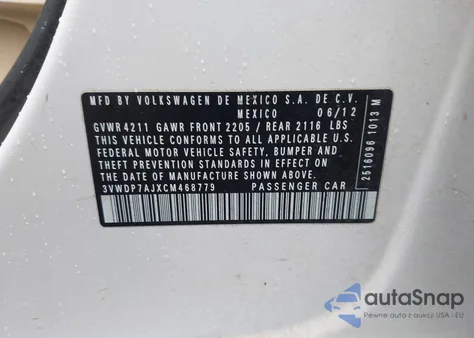 MFD BY VOLKSWAGEN DE MEXICO S.A. DE C.V.
MEXICO 06/12
GVWR 4211 GAWR FRONT 2205 / REAR 2116 LBS
THIS VEHICLE CONFORMS TO ALL APPLICABLE U.S.
FEDERAL MOTOR VEHICLE SAFETY, BUMPER AND
THEFT PREVENTION STANDARDS IN EFFECT ON
THE DATE OF MANUFACTURE SHOWN ABOVE.
3VWDP7AJXCM468779 PASSENGER CAR
2516096 1013 M
autoSnap
Pewne auta z aukcji USA - EU